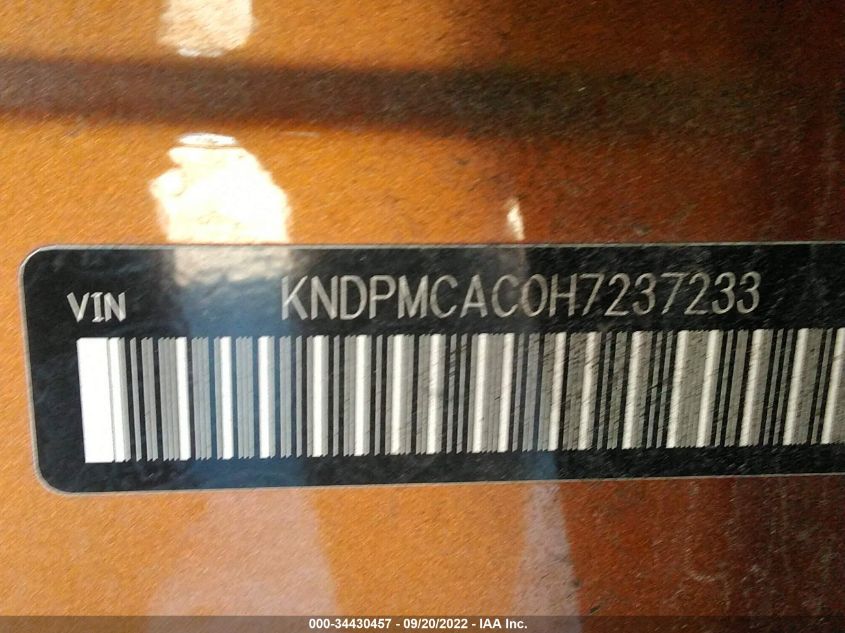 VIN KNDPMCAC0H7237233
000-34430457 - 09/20/2022 - IAA Inc.